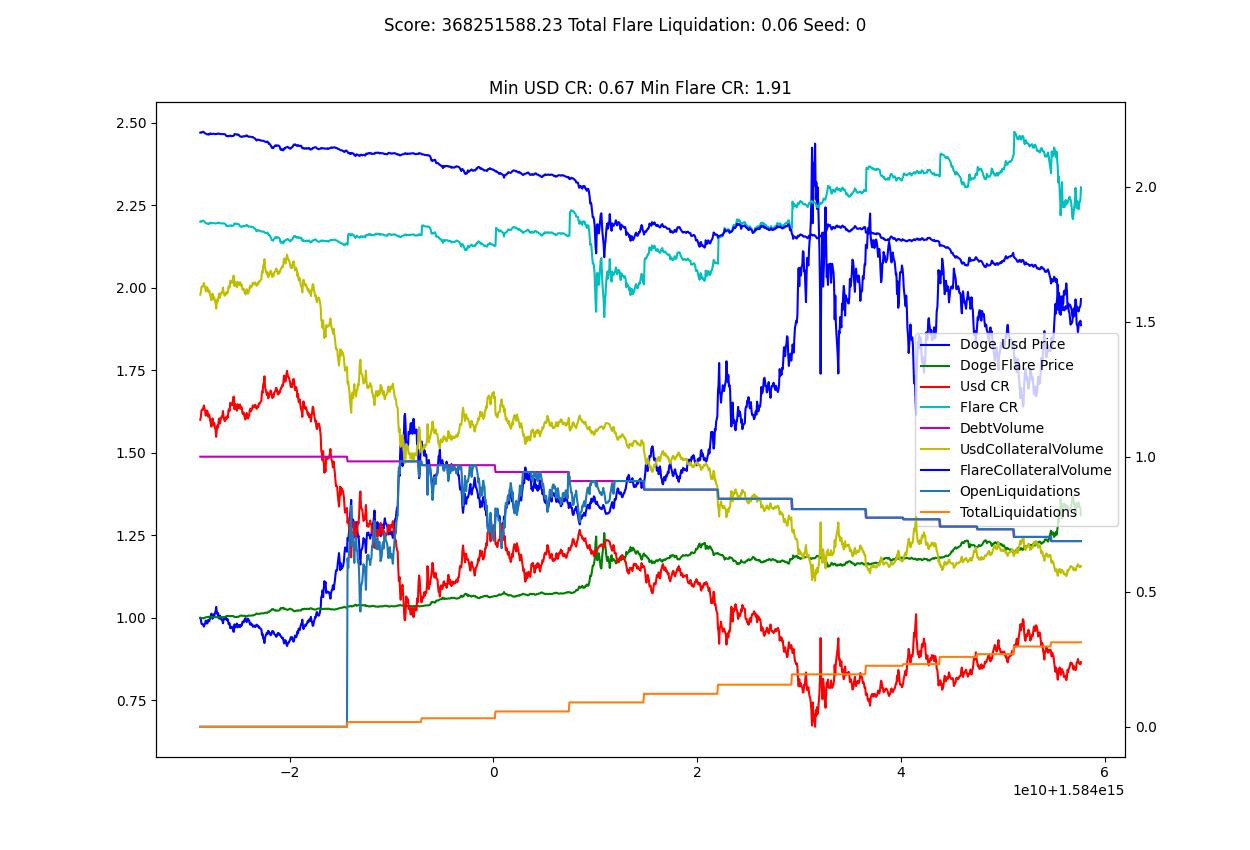 Score: 368251588.23 Total Flare Liquidation: 0.06 Seed: 0
Min USD CR: 0.67 Min Flare CR: 1.91
2.50
2.25
2.00
1.75
1.50
1.25
1.00
0.75
2.0
1.5
1.0
0.5
0.0
Doge Usd Price
Doge Flare Price
Usd CR
Flare CR
DebtVolume
UsdCollateralVolume
FlareCollateralVolume
OpenLiquidations
TotalLiquidations
−2 0 2 4 6
1e10+1.584e15